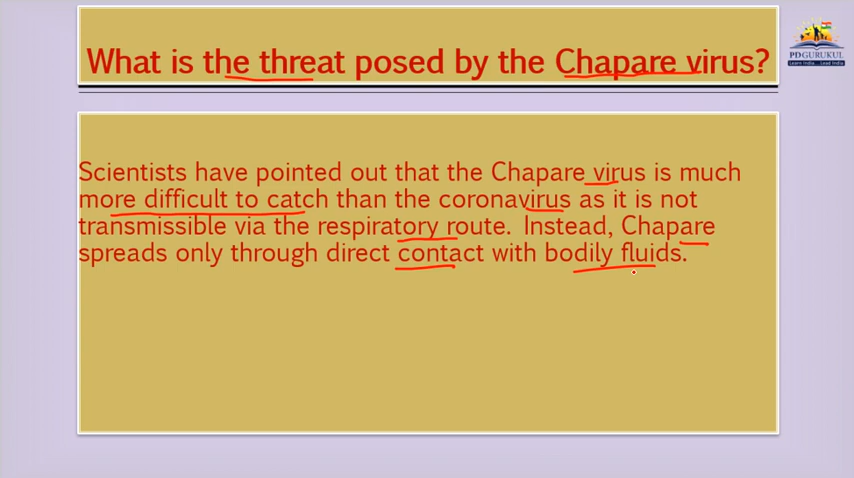 What is the threat posed by the Chapare virus?
PDGURUKUL
Learn India.....Lead India
Scientists have pointed out that the Chapare virus is much
more difficult to catch than the coronavirus as it is not
transmissible via the respiratory route. Instead, Chapare
spreads only through direct contact with bodily fluids.